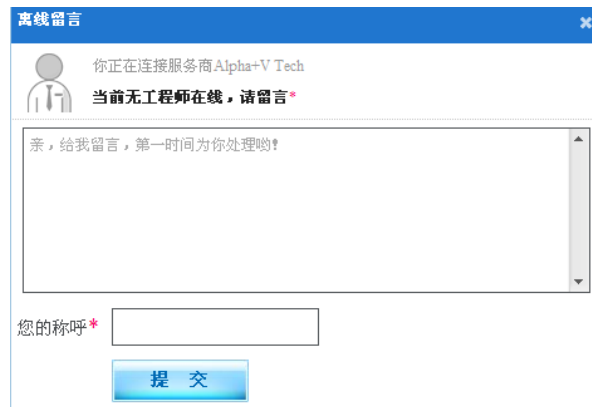 离线留言
你正在连接服务商Alpha+V Tech
当前无工程师在线，请留言*
亲，给我留言，第一时间为你处理哟！
您的称呼*
提 交